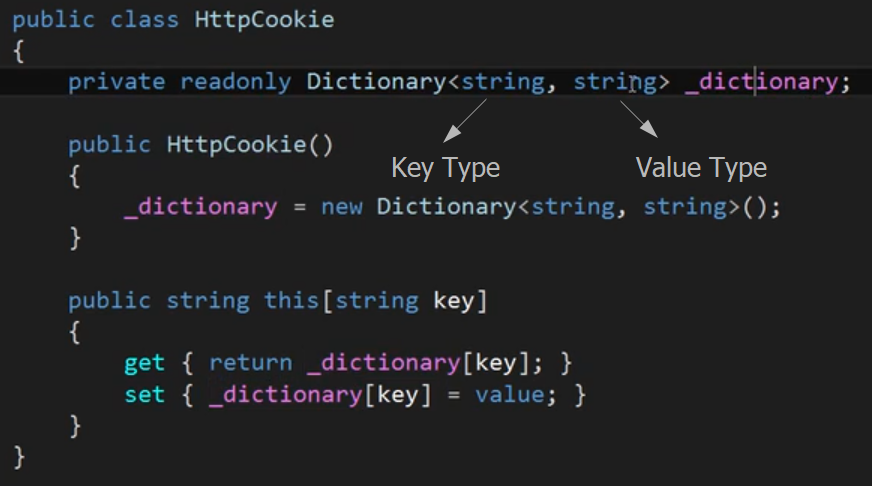 public class HttpCookie
{
    private readonly Dictionary<string, string> _dictionary;
Key Type
Value Type
    public HttpCookie()
    {
        _dictionary = new Dictionary<string, string>();
    }
    public string this[string key]
    {
        get { return _dictionary[key]; }
        set { _dictionary[key] = value; }
    }
}